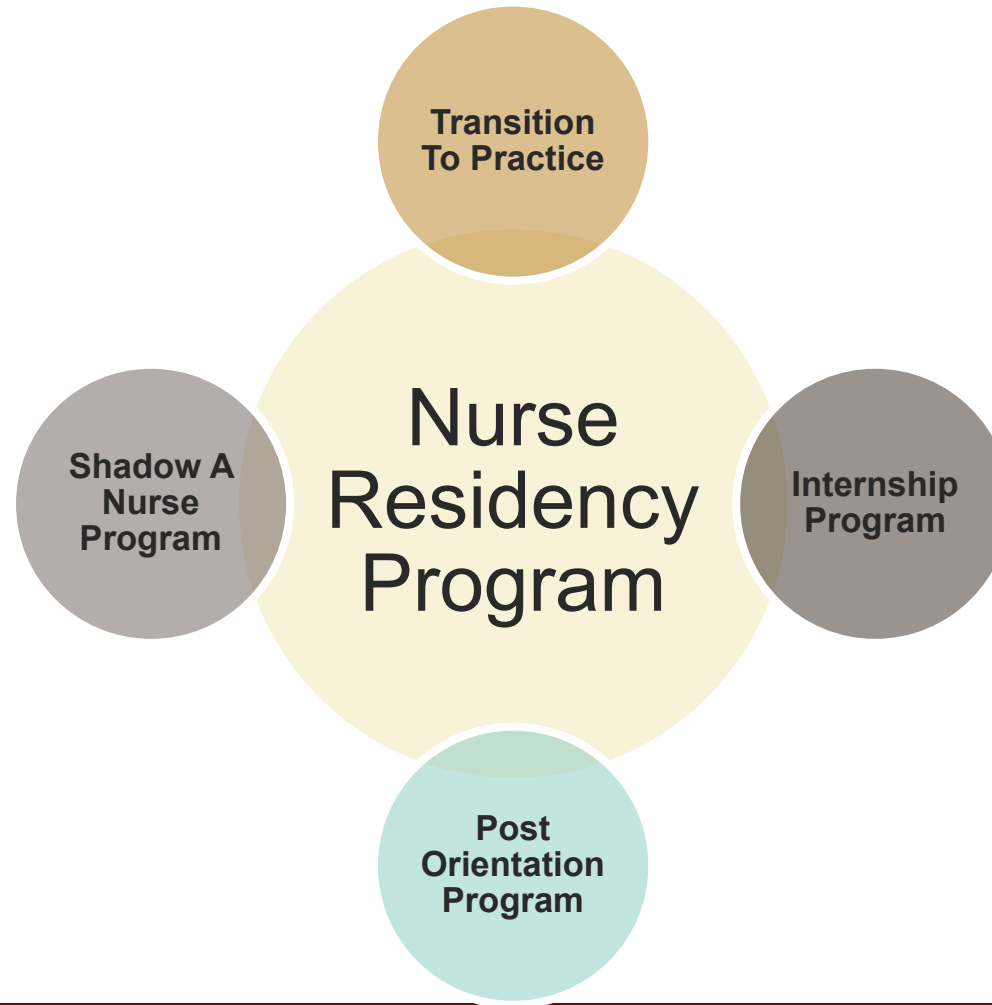 Transition
To Practice
Shadow A
Nurse
Program
Nurse
Residency
Program
Internship
Program
Post
Orientation
Program